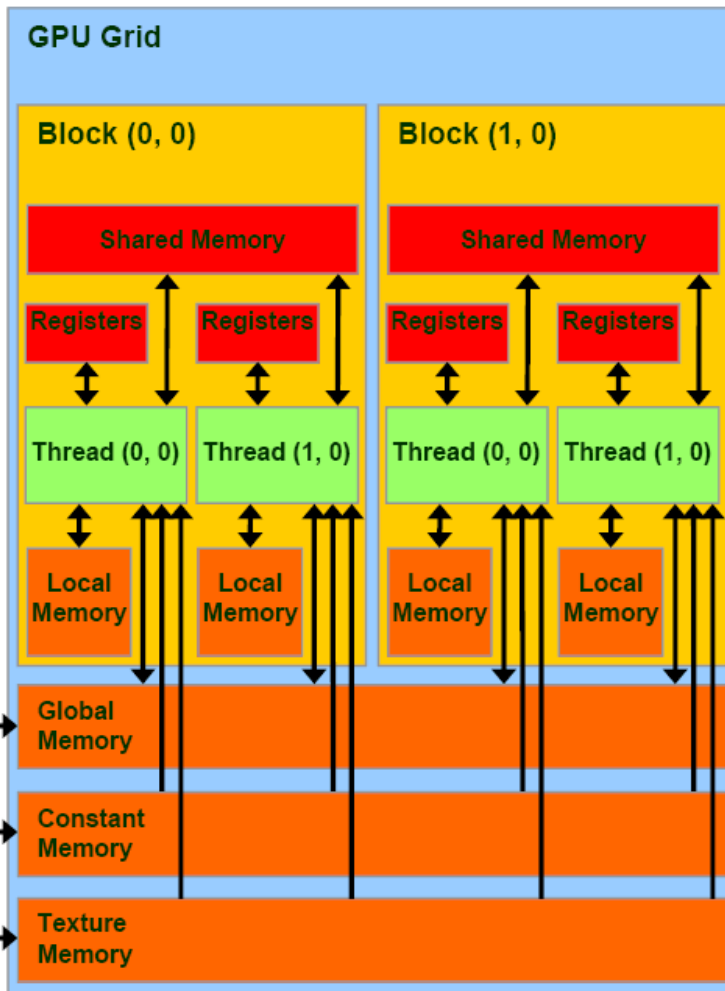 GPU Grid
Block (0, 0)
Block (1, 0)
Shared Memory
Shared Memory
Registers
Registers
Registers
Registers
Thread (0, 0)
Thread (1, 0)
Thread (0, 0)
Thread (1, 0)
Local
Memory
Local
Memory
Local
Memory
Local
Memory
Global
Memory
Constant
Memory
Texture
Memory